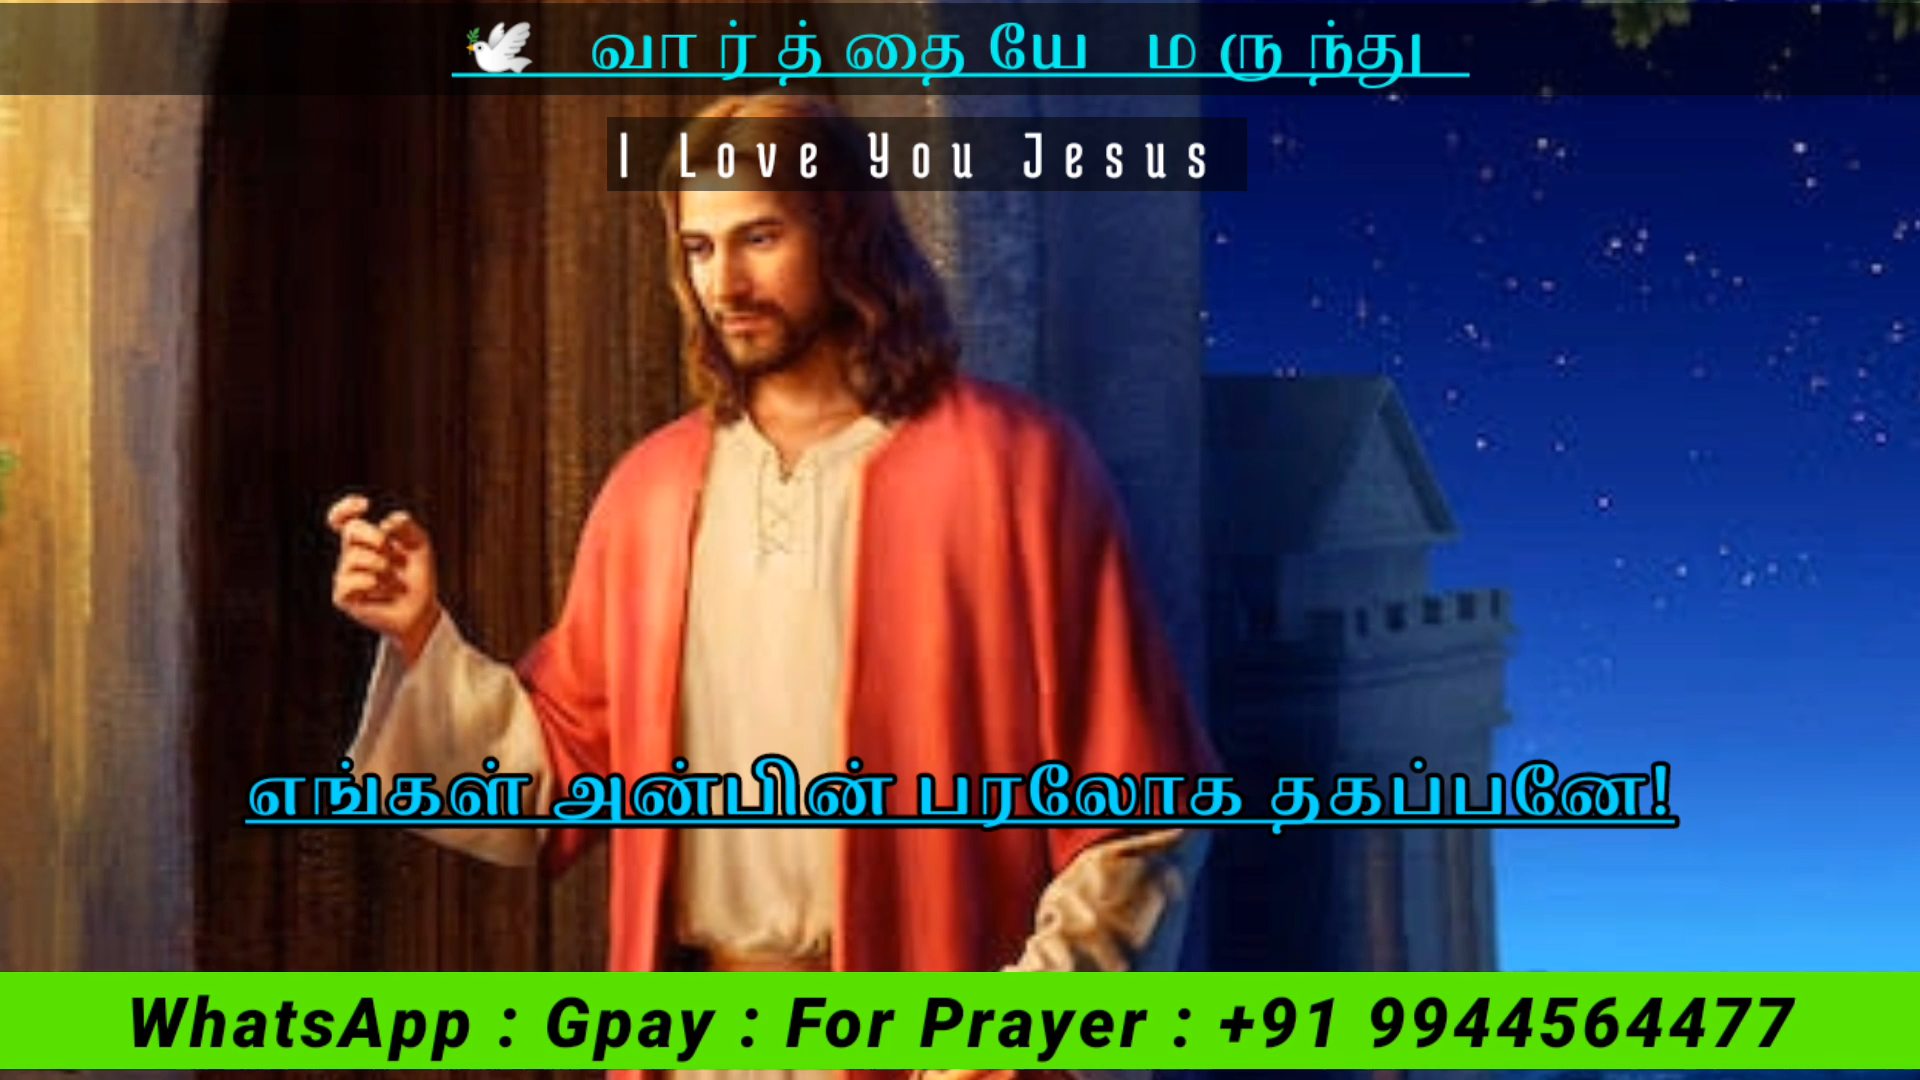 🕊️ வார்த்தையே மருந்து
I Love You Jesus
எங்கள் அன்பின் பரலோக தகப்பனே!
WhatsApp : Gpay : For Prayer : +91 9944564477